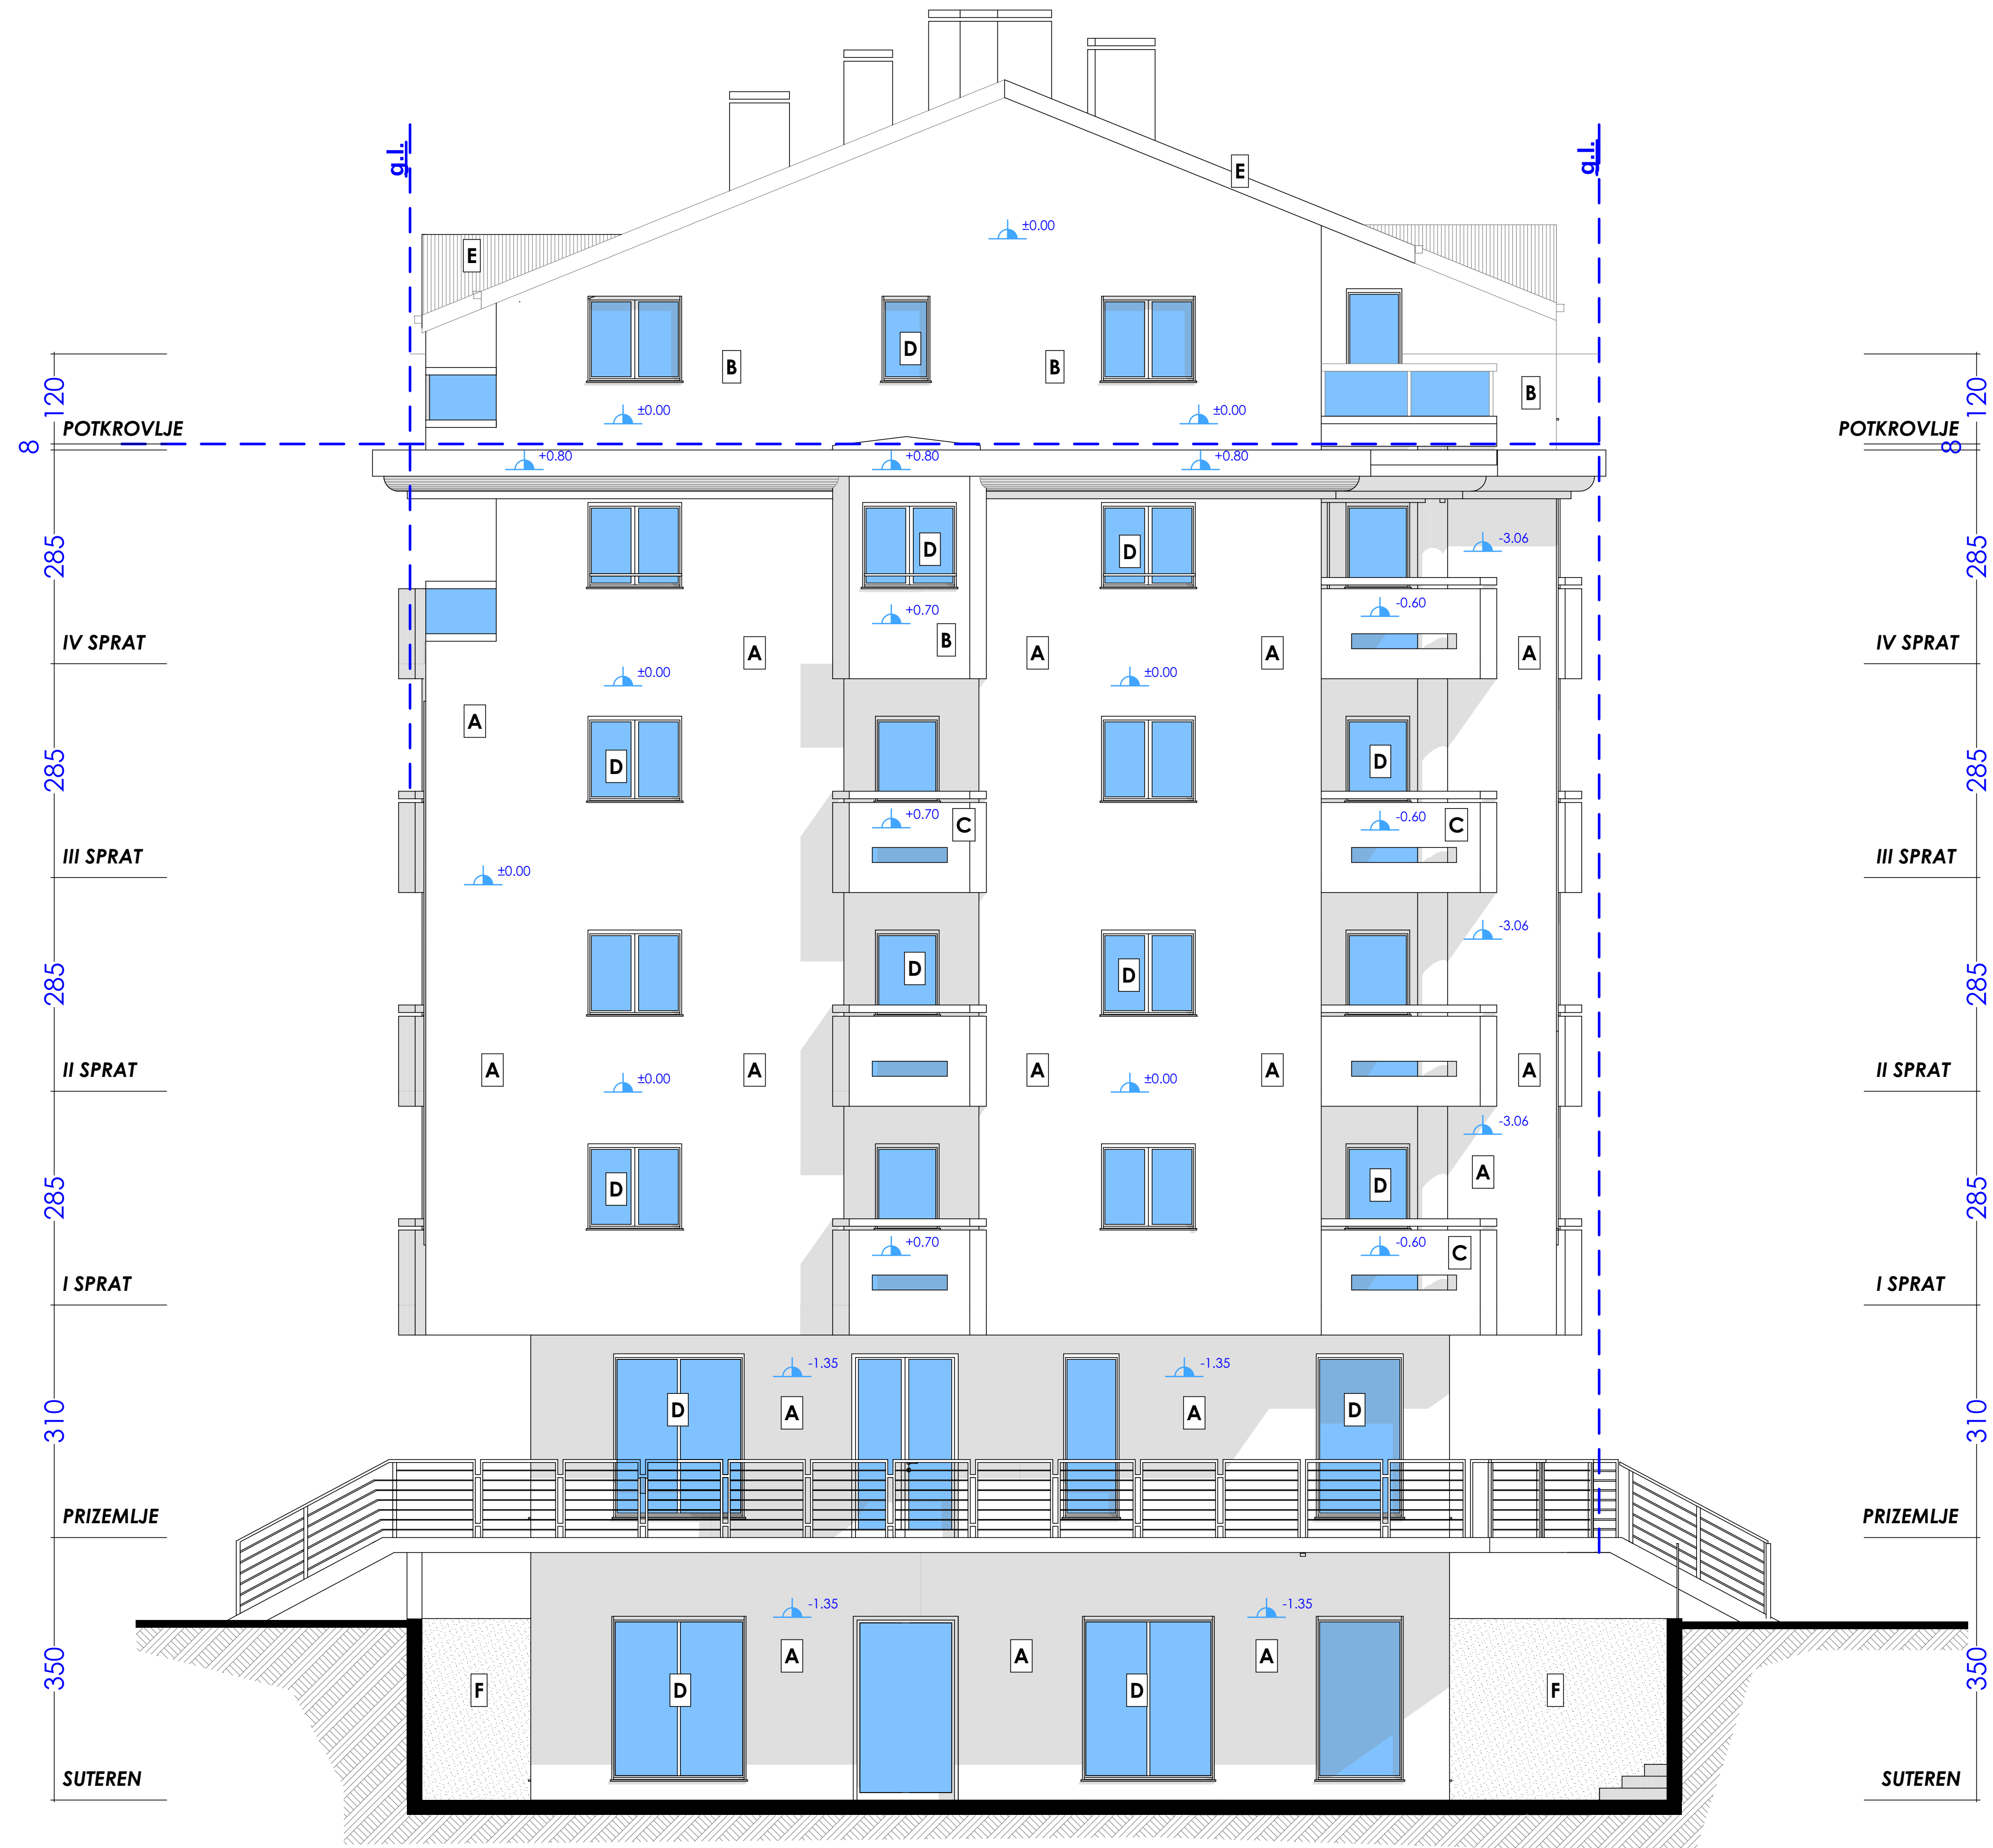 g.l. g.l.
E
±0.00
E
D
B B
B
120 120
±0.00 ±0.00
POTKROVLJE POTKROVLJE
8 8
+0.80 +0.80 +0.80
-3.06
D D
285 285
-0.60
+0.70
B
IV SPRAT A A A A IV SPRAT
±0.00 ±0.00
A
D D
285 285
+0.70 -0.60
C C
III SPRAT III SPRAT
±0.00
-3.06
D D
285 285
II SPRAT A A A A A II SPRAT
±0.00 ±0.00
-3.06
A
D D
285 285
+0.70 -0.60
C
I SPRAT I SPRAT
-1.35 -1.35
D A A D
310 310
PRIZEMLJE PRIZEMLJE
-1.35 -1.35
A A A
350 350
F D D F
SUTEREN SUTEREN